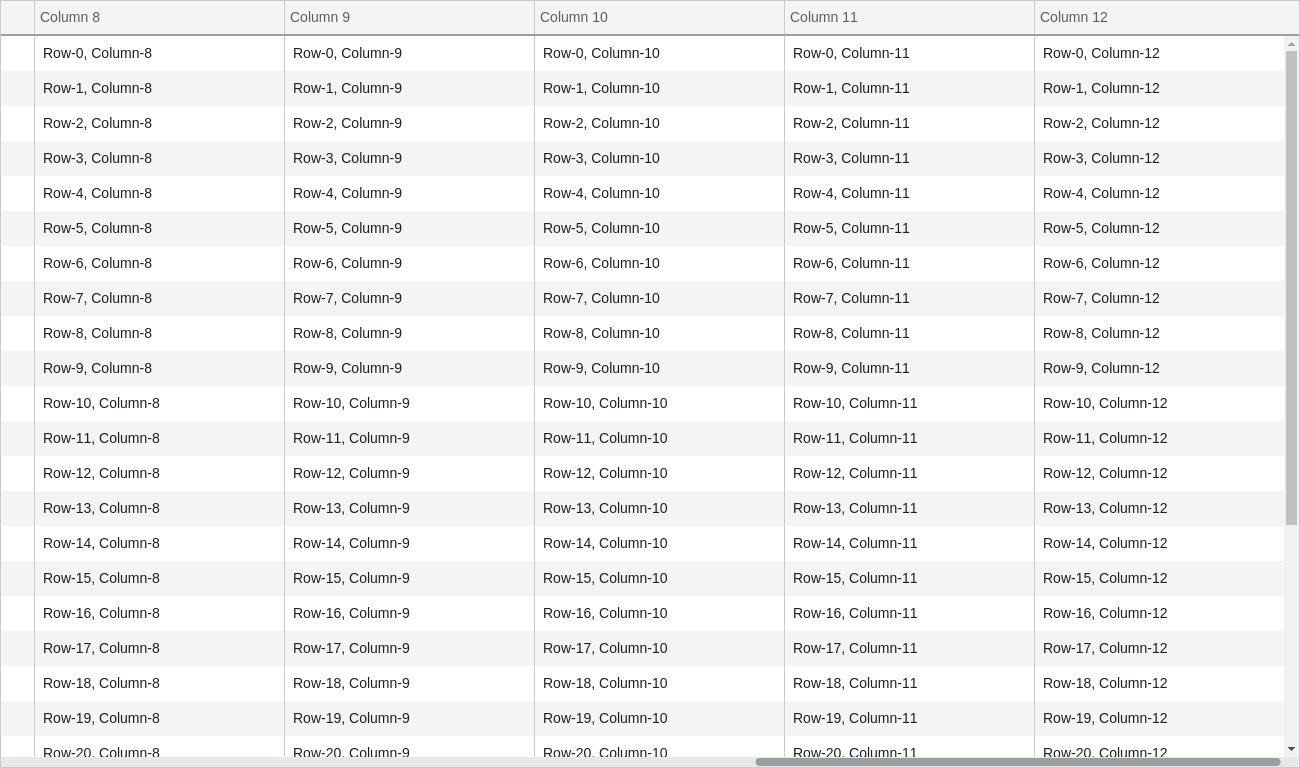 Column 8 Column 9 Column 10 Column 11 Column 12
Row-0, Column-8 Row-0, Column-9 Row-0, Column-10 Row-0, Column-11 Row-0, Column-12
Row-1, Column-8 Row-1, Column-9 Row-1, Column-10 Row-1, Column-11 Row-1, Column-12
Row-2, Column-8 Row-2, Column-9 Row-2, Column-10 Row-2, Column-11 Row-2, Column-12
Row-3, Column-8 Row-3, Column-9 Row-3, Column-10 Row-3, Column-11 Row-3, Column-12
Row-4, Column-8 Row-4, Column-9 Row-4, Column-10 Row-4, Column-11 Row-4, Column-12
Row-5, Column-8 Row-5, Column-9 Row-5, Column-10 Row-5, Column-11 Row-5, Column-12
Row-6, Column-8 Row-6, Column-9 Row-6, Column-10 Row-6, Column-11 Row-6, Column-12
Row-7, Column-8 Row-7, Column-9 Row-7, Column-10 Row-7, Column-11 Row-7, Column-12
Row-8, Column-8 Row-8, Column-9 Row-8, Column-10 Row-8, Column-11 Row-8, Column-12
Row-9, Column-8 Row-9, Column-9 Row-9, Column-10 Row-9, Column-11 Row-9, Column-12
Row-10, Column-8 Row-10, Column-9 Row-10, Column-10 Row-10, Column-11 Row-10, Column-12
Row-11, Column-8 Row-11, Column-9 Row-11, Column-10 Row-11, Column-11 Row-11, Column-12
Row-12, Column-8 Row-12, Column-9 Row-12, Column-10 Row-12, Column-11 Row-12, Column-12
Row-13, Column-8 Row-13, Column-9 Row-13, Column-10 Row-13, Column-11 Row-13, Column-12
Row-14, Column-8 Row-14, Column-9 Row-14, Column-10 Row-14, Column-11 Row-14, Column-12
Row-15, Column-8 Row-15, Column-9 Row-15, Column-10 Row-15, Column-11 Row-15, Column-12
Row-16, Column-8 Row-16, Column-9 Row-16, Column-10 Row-16, Column-11 Row-16, Column-12
Row-17, Column-8 Row-17, Column-9 Row-17, Column-10 Row-17, Column-11 Row-17, Column-12
Row-18, Column-8 Row-18, Column-9 Row-18, Column-10 Row-18, Column-11 Row-18, Column-12
Row-19, Column-8 Row-19, Column-9 Row-19, Column-10 Row-19, Column-11 Row-19, Column-12
Row-20, Column-8 Row-20, Column-9 Row-20, Column-10 Row-20, Column-11 Row-20, Column-12